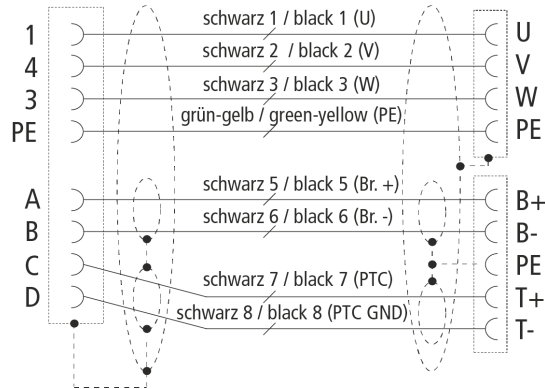 schwarz 1 / black 1 (U)
1 U
schwarz 2 / black 2 (V)
4 V
schwarz 3 / black 3 (W)
3 W
grün-gelb / green-yellow (PE)
PE PE
schwarz 5 / black 5 (Br. +)
A B+
schwarz 6 / black 6 (Br. -)
B B-
C PE
schwarz 7 / black 7 (PTC)
D T+
schwarz 8 / black 8 (PTC GND)
T-